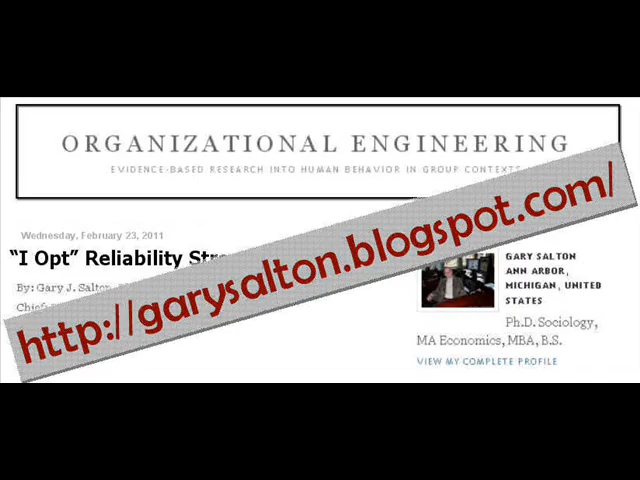 ORGANIZATIONAL ENGINEERING
EVIDENCE-BASED RESEARCH INTO HUMAN BEHAVIOR IN GROUP CONTEXTS
Wednesday, February 23, 2011
“I Opt” Reliability
By: Gary J. Salton,
http://garysalton.blogspot.com/
GARY SALTON
ANN ARBOR,
MICHIGAN, UNITED
STATES
Ph.D. Sociology,
MA Economics, MBA, B.S.
VIEW MY COMPLETE PROFILE